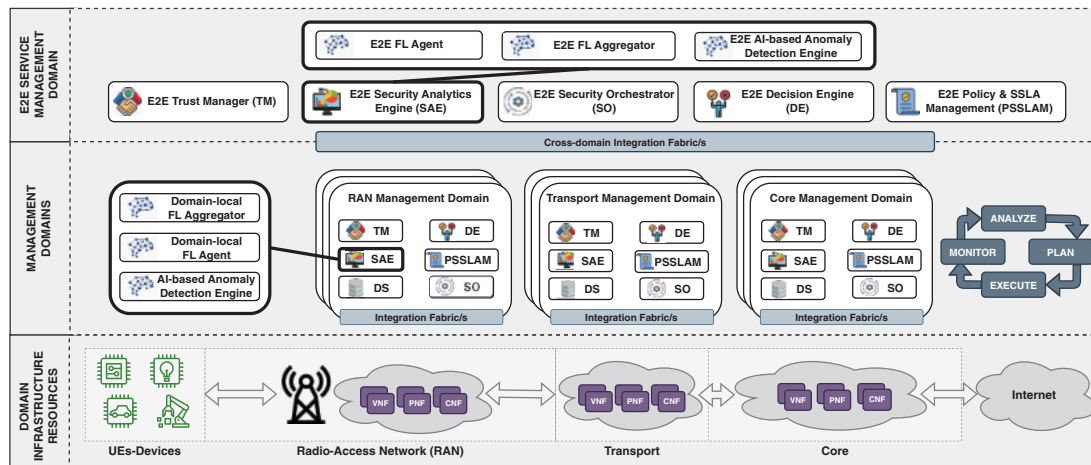 E2E SERVICE
MANAGEMENT
DOMAIN
E2E FL Agent
E2E FL Aggregator
E2E AI-based Anomaly
Detection Engine
E2E Trust Manager (TM)
E2E Security Analytics
Engine (SAE)
E2E Security Orchestrator
(SO)
E2E Decision Engine
(DE)
E2E Policy & SSLA
Management (PSSLAM)
Cross-domain Integration Fabric/s
MANAGEMENT
DOMAINS
Domain-local
FL Aggregator
Domain-local
FL Agent
AI-based Anomaly
Detection Engine
RAN Management Domain
TM
DE
SAE
PSSLAM
DS
SO
Integration Fabric/s
Transport Management Domain
TM
DE
SAE
PSSLAM
DS
SO
Integration Fabric/s
Core Management Domain
TM
DE
SAE
PSSLAM
DS
SO
Integration Fabric/s
ANALYZE
MONITOR
PLAN
EXECUTE
DOMAIN
INFRASTRUCTURE
RESOURCES
VNF
PNF
CNF
VNF
PNF
CNF
VNF
PNF
CNF
Internet
UEs-Devices
Radio-Access Network (RAN)
Transport
Core